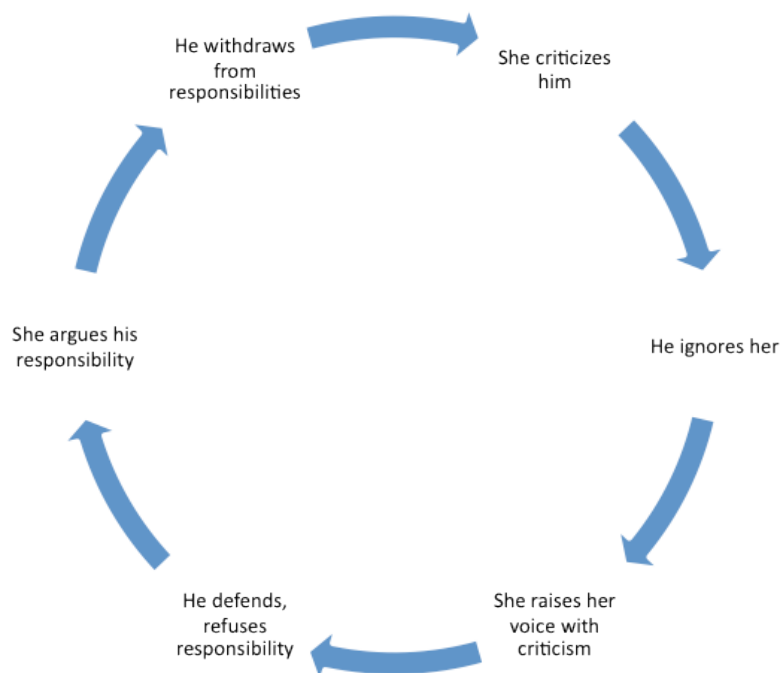 He withdraws
from
responsibilities
She criticizes
him
He ignores her
She raises her
voice with
criticism
He defends,
refuses
responsibility
She argues his
responsibility